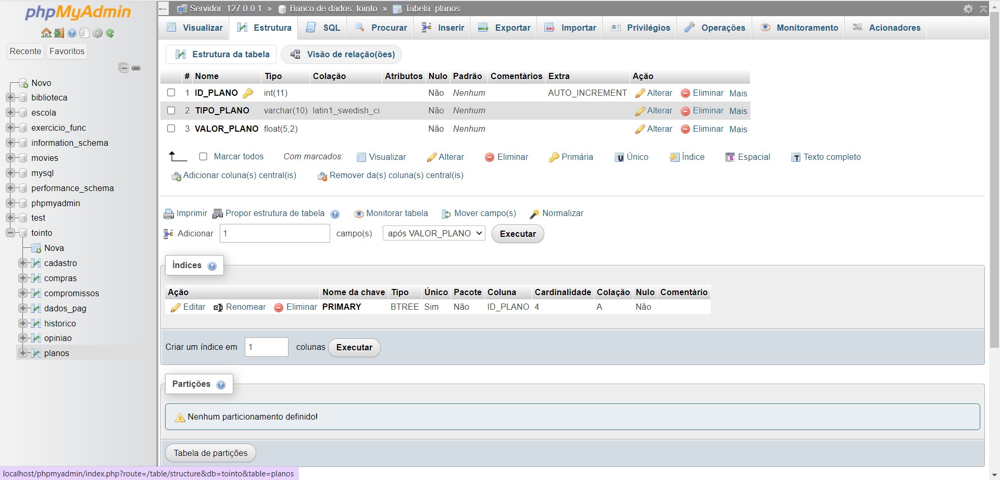 phpMyAdmin
Recente Favoritos
Novo
biblioteca
escola
exercicio_func
information_schema
movies
mysql
performance_schema
phpmyadmin
test
tointo
Nova
cadastro
compras
compromissos
dados_pag
historico
opiniao
planos
Servidor: 127.0.0.1 » Banco de dados: tointo » Tabela: planos
Visualizar Estrutura SQL Procurar Inserir Exportar Importar Privilégios Operações Monitoramento Acionadores
Estrutura da tabela Visão de relação(ões)
# Nome Tipo Colação Atributos Nulo Padrão Comentários Extra Ação
1 ID_PLANO int(11) Não Nenhum AUTO_INCREMENT Alterar Eliminar Mais
2 TIPO_PLANO varchar(10) latin1_swedish_ci Não Nenhum Alterar Eliminar Mais
3 VALOR_PLANO float(5,2) Não Nenhum Alterar Eliminar Mais
Marcar todos Com marcados: Visualizar Alterar Eliminar Primária Único Índice Espacial Texto completo
Adicionar coluna(s) central(is) Remover da(s) coluna(s) central(is)
Imprimir Propor estrutura de tabela Monitorar tabela Mover campo(s) Normalizar
Adicionar 1 campo(s) após VALOR_PLANO Executar
Índices
Ação Nome da chave Tipo Único Pacote Coluna Cardinalidade Colação Nulo Comentário
Editar Renomear Eliminar PRIMARY BTREE Sim Não ID_PLANO 4 A Não
Criar um índice em 1 colunas Executar
Partições
Nenhum particionamento definido!
Tabela de partições
localhost/phpmyadmin/index.php?route=/table/structure&db=tointo&table=planos